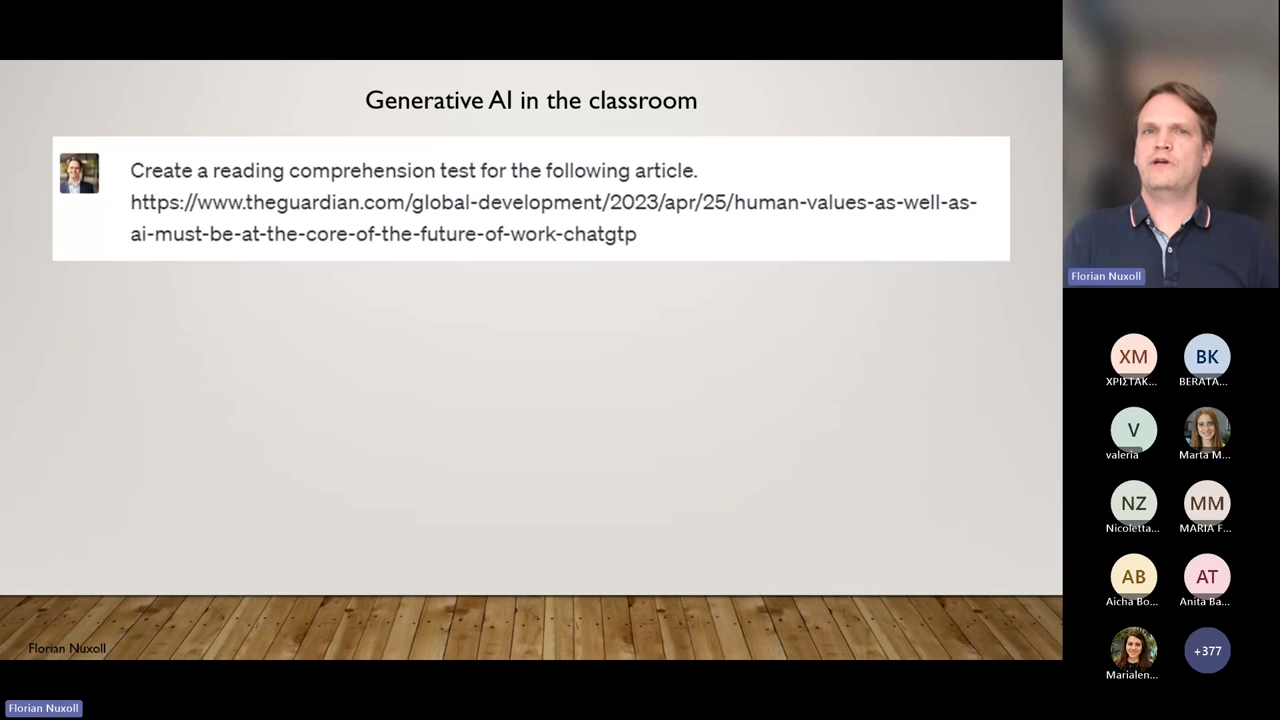 Generative AI in the classroom
Create a reading comprehension test for the following article.
https://www.theguardian.com/global-development/2023/apr/25/human-values-as-well-as-
ai-must-be-at-the-core-of-the-future-of-work-chatgtp
Florian Nuxoll
Florian Nuxoll
Florian Nuxoll
XM
ΧΡΙΣΤΑΚ...
BK
BERATA...
V
valeria
Marta M...
NZ
Nicoletta...
MM
MARIA F...
AB
Aicha Bo...
AT
Anita Ba...
Marialen...
+377